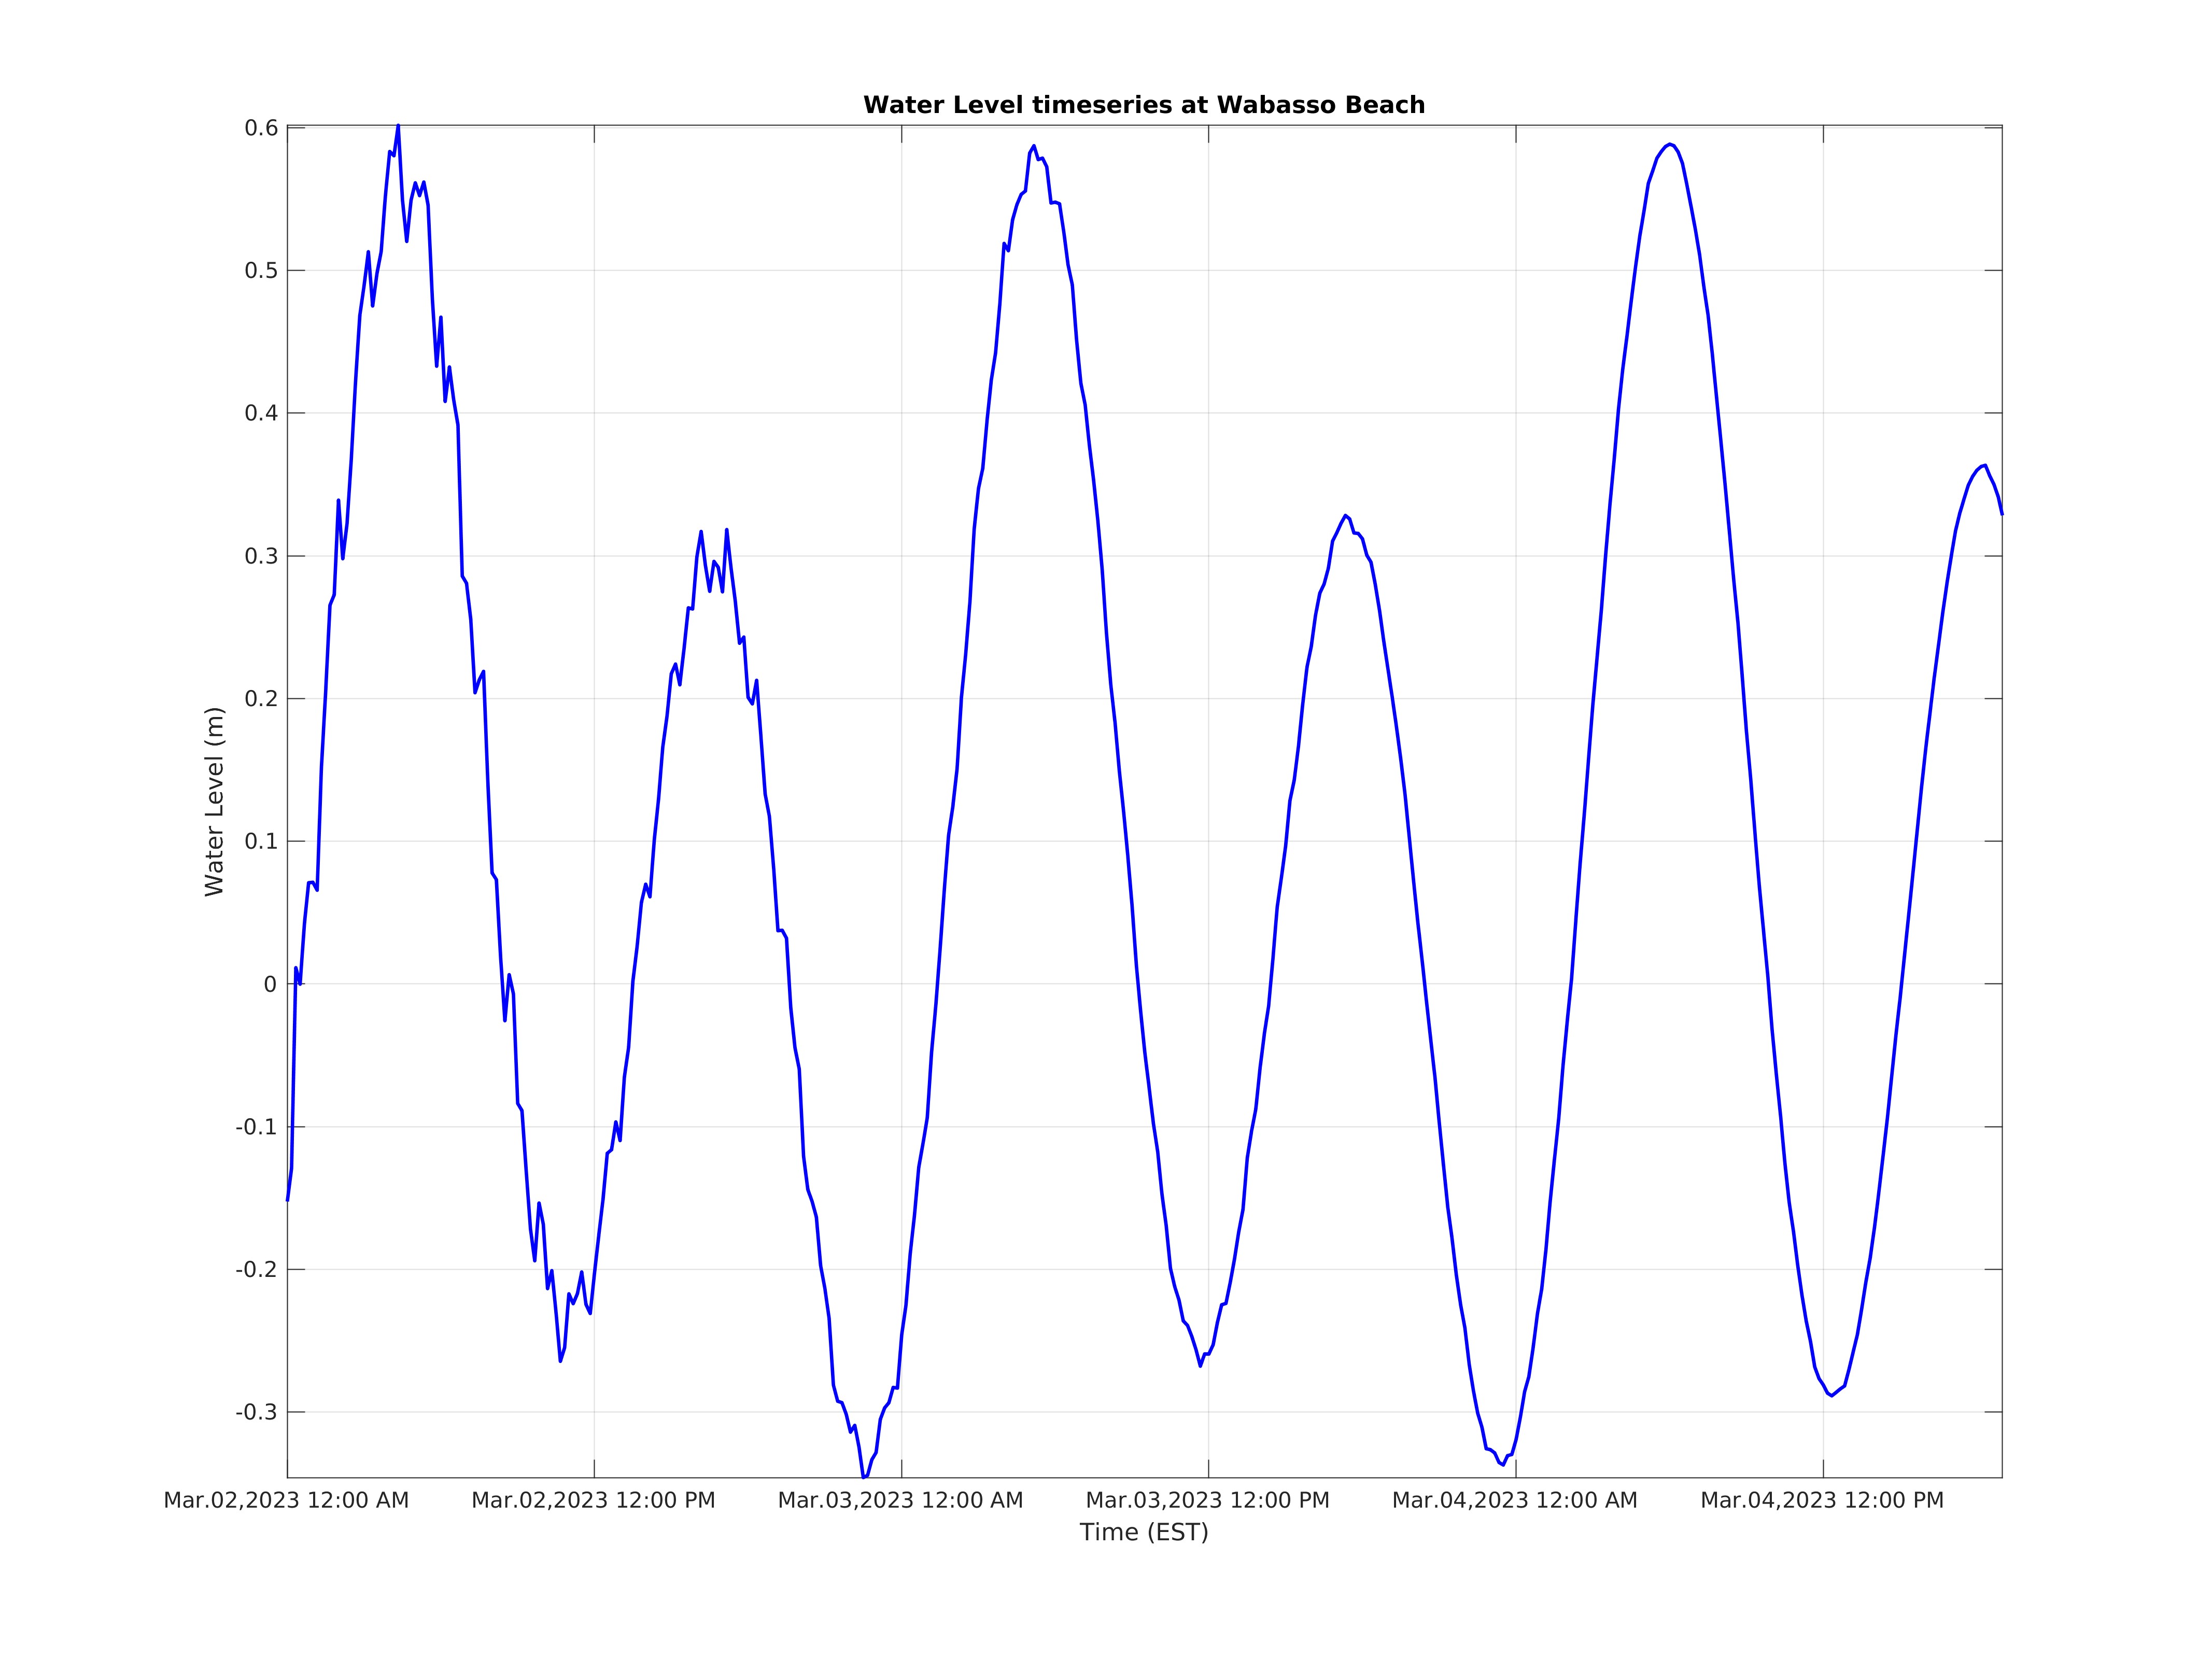 Water Level timeseries at Wabasso Beach
0.6
0.5
0.4
0.3
0.2
0.1
0
-0.1
-0.2
-0.3
Water Level (m)
Mar.02,2023 12:00 AM Mar.02,2023 12:00 PM Mar.03,2023 12:00 AM Mar.03,2023 12:00 PM Mar.04,2023 12:00 AM Mar.04,2023 12:00 PM
Time (EST)